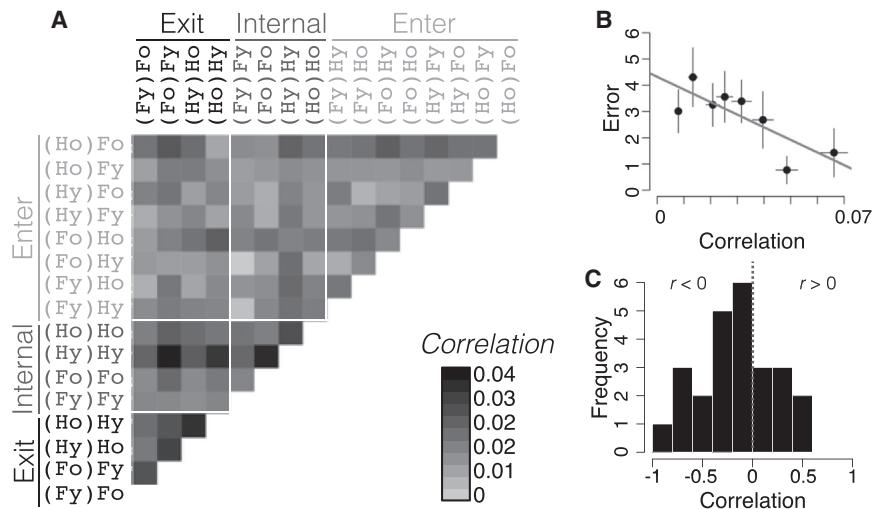 A
Exit Internal Enter
(Fy)Fo
(Fo)Fy
(Hy)Ho
(Ho)Hy
(Fy)Fy
(Fo)Fo
(Hy)Hy
(Ho)Ho
(Fy)Hy
(Fy)Ho
(Fo)Hy
(Fo)Ho
(Hy)Fy
(Hy)Fo
(Ho)Fy
(Ho)Fo
Enter
(Ho)Fo
(Ho)Fy
(Hy)Fo
(Hy)Fy
(Fo)Ho
(Fo)Hy
(Fy)Ho
(Fy)Hy
Internal
(Ho)Ho
(Hy)Hy
(Fo)Fo
(Fy)Fy
Exit
(Ho)Hy
(Hy)Ho
(Fo)Fy
(Fy)Fo
Correlation
0.04
0.03
0.02
0.02
0.01
0
B
Error
6
5
4
3
2
1
0
0 0.07
Correlation
C
r < 0 r > 0
Frequency
6
5
4
3
2
1
0
-1 -0.5 0 0.5 1
Correlation